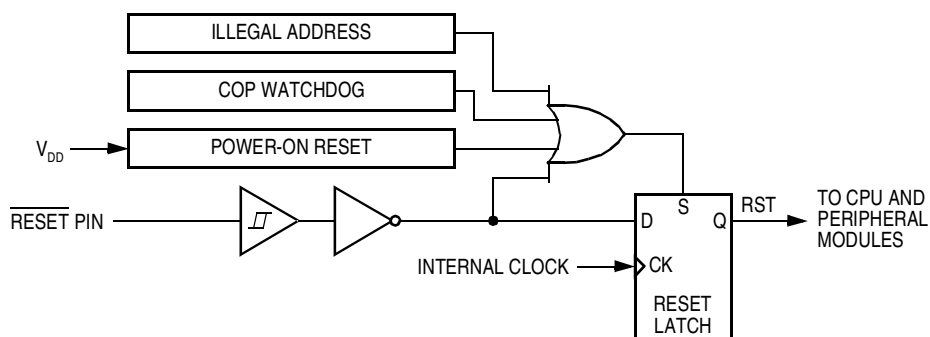 ILLEGAL ADDRESS
COP WATCHDOG
V_DD
POWER-ON RESET
RESET PIN
D
S
Q
RST
TO CPU AND
PERIPHERAL
MODULES
INTERNAL CLOCK
CK
RESET
LATCH